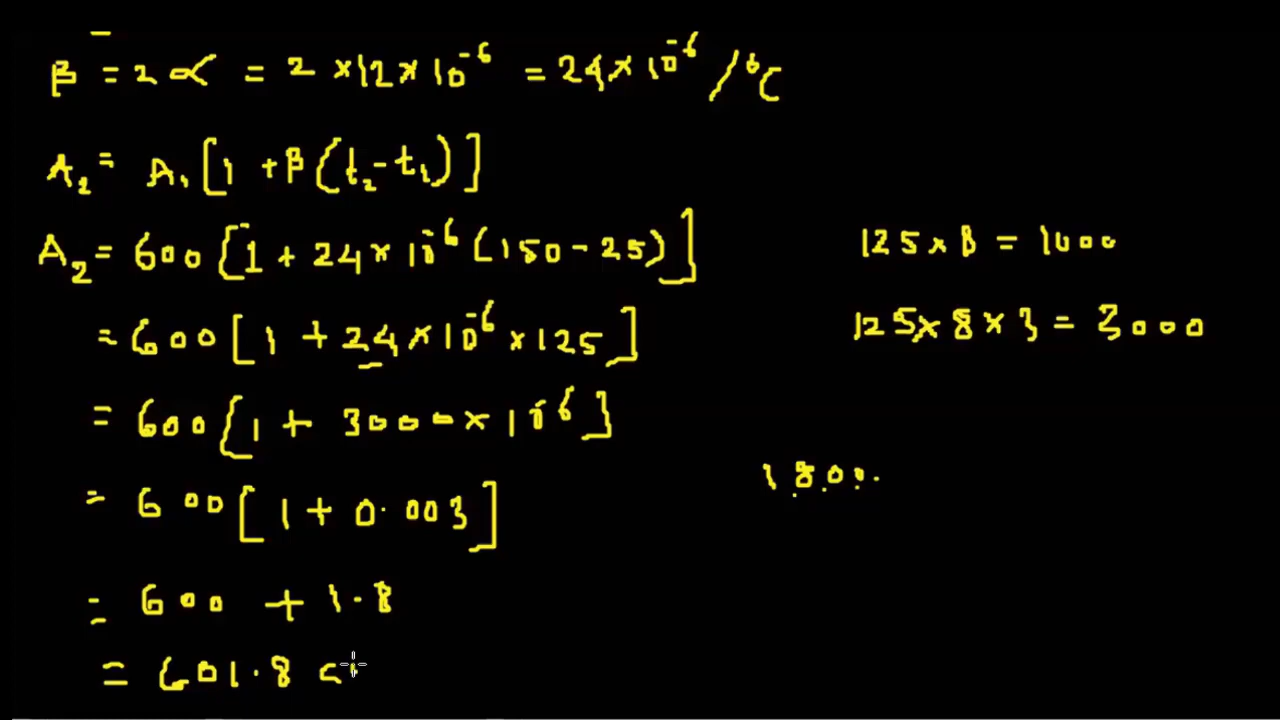 β = 2α = 2 × 12 × 10⁻⁶ = 24 × 10⁻⁶ /°C
A₂ = A₁ [1 + β (t₂ - t₁)]
A₂ = 600 [1 + 24 × 10⁻⁶ (150 - 25)]
= 600 [1 + 24 × 10⁻⁶ × 125]
= 600 [1 + 3000 × 10⁻⁶]
= 600 [1 + 0.003]
= 600 + 1.8
= 601.8 c
125 × 8 = 1000
125 × 8 × 3 = 3000
1800.